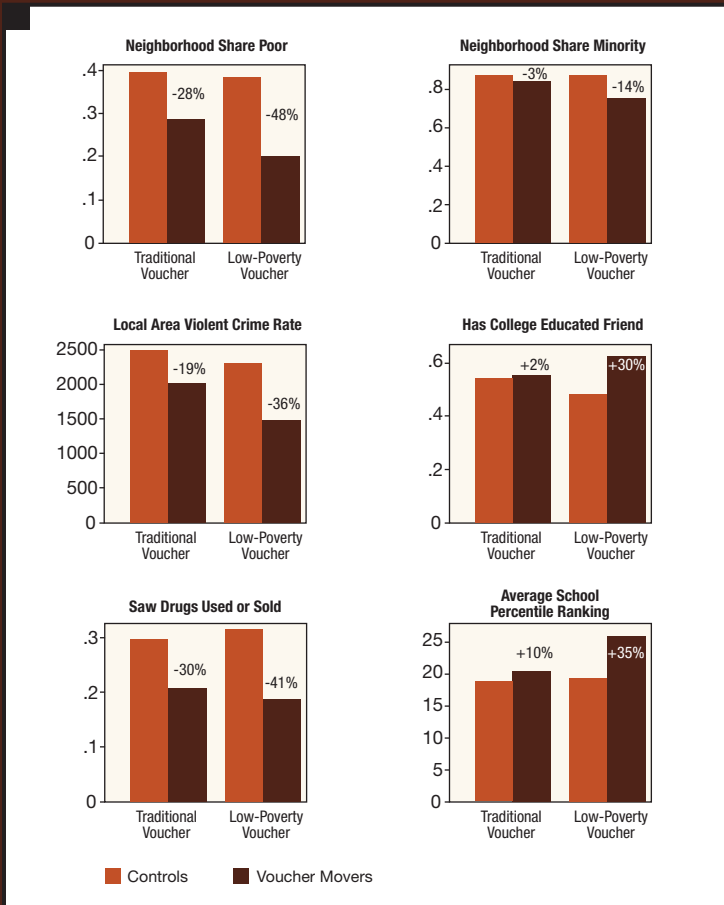 Neighborhood Share Poor
.4
.3
.2
.1
0
-28%
-48%
Traditional
Voucher
Low-Poverty
Voucher
Neighborhood Share Minority
.8
.6
.4
.2
0
-3%
-14%
Traditional
Voucher
Low-Poverty
Voucher
Local Area Violent Crime Rate
2500
2000
1500
1000
500
0
-19%
-36%
Traditional
Voucher
Low-Poverty
Voucher
Has College Educated Friend
.6
.4
.2
0
+2%
+30%
Traditional
Voucher
Low-Poverty
Voucher
Saw Drugs Used or Sold
.3
.2
.1
0
-30%
-41%
Traditional
Voucher
Low-Poverty
Voucher
Average School
Percentile Ranking
25
20
15
10
5
0
+10%
+35%
Traditional
Voucher
Low-Poverty
Voucher
Controls
Voucher Movers